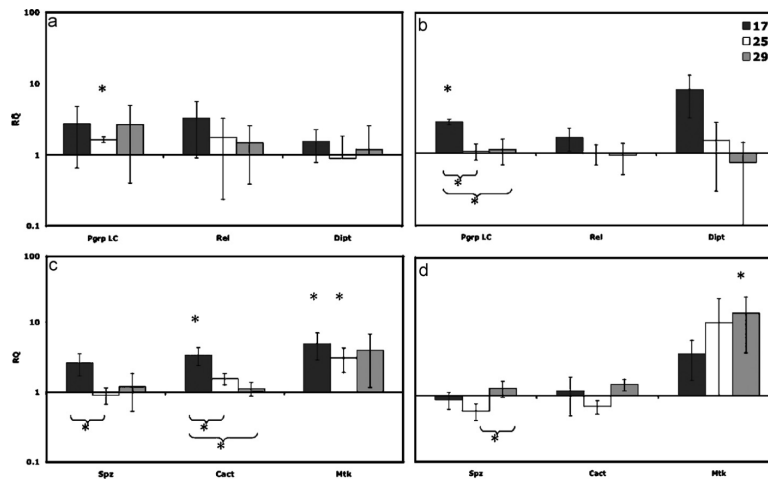 a
b
17
25
29
100
*
*
10
RQ
1
*
*
0.1
Pgrp LC Rel Dipt
Pgrp LC Rel Dipt
c
d
100
*
* *
*
10
RQ
1
*
*
*
*
0.1
Spz Cact Mtk
Spz Cact Mtk